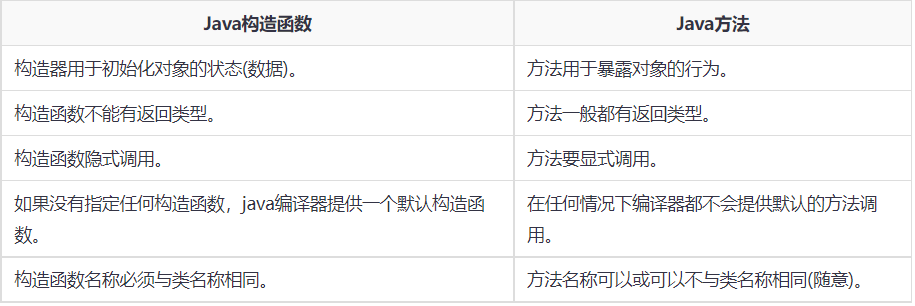 Java构造函数 Java方法
构造器用于初始化对象的状态(数据)。 方法用于暴露对象的行为。
构造函数不能有返回类型。 方法一般都有返回类型。
构造函数隐式调用。 方法要显式调用。
如果没有指定任何构造函数，java编译器提供一个默认构造函 在任何情况下编译器都不会提供默认的方法调
数。 用。
构造函数名称必须与类名称相同。 方法名称可以或可以不与类名称相同(随意)。